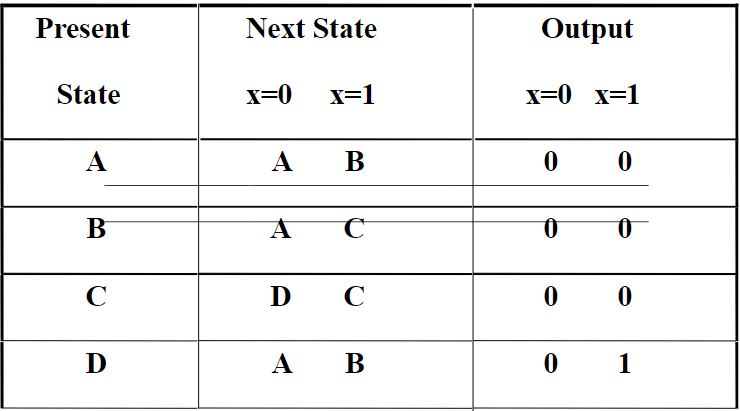 Present Next State Output
State x=0 x=1 x=0 x=1
A A B 0 0
B A C 0 0
C D C 0 0
D A B 0 1